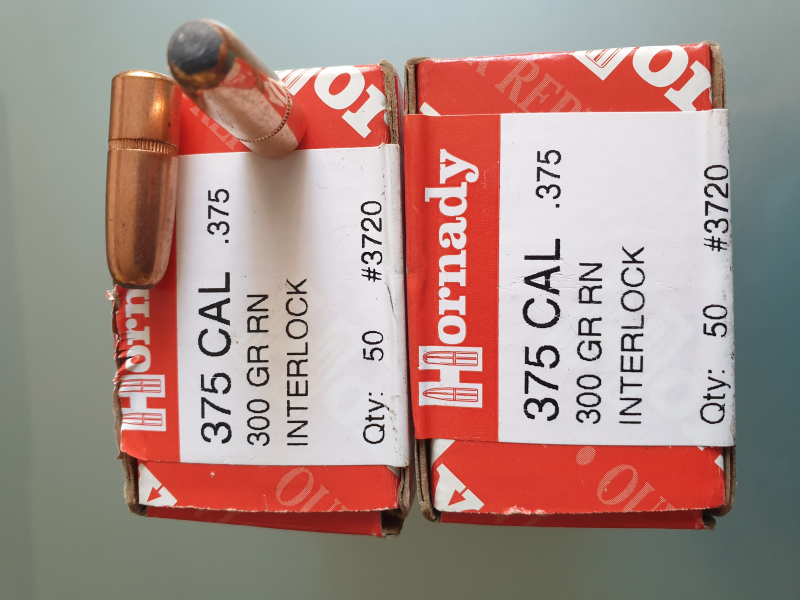 Horn
375 CAL .375
300 GR RN
INTERLOCK
Qty: 50 #3720
Hornady
375 CAL .375
300 GR RN
INTERLOCK
Qty: 50 #3720